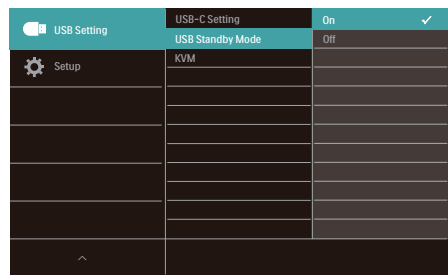 USB Setting
Setup
USB-C Setting
USB Standby Mode
KVM
On
Off